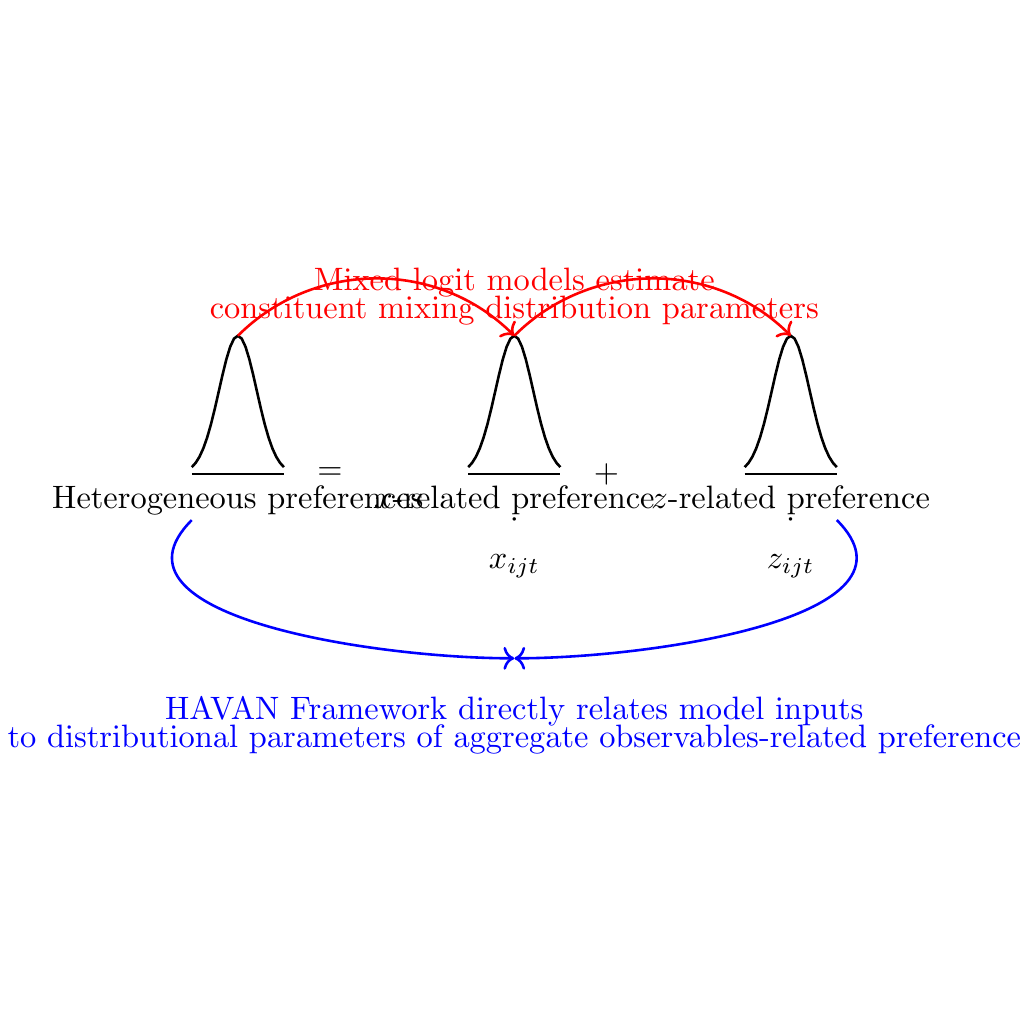 Mixed logit models estimate
constituent mixing distribution parameters
= +
Heterogeneous preferences x-related preference z-related preference
· ·
x_{ijt} z_{ijt}
HAVAN Framework directly relates model inputs
to distributional parameters of aggregate observables-related preference